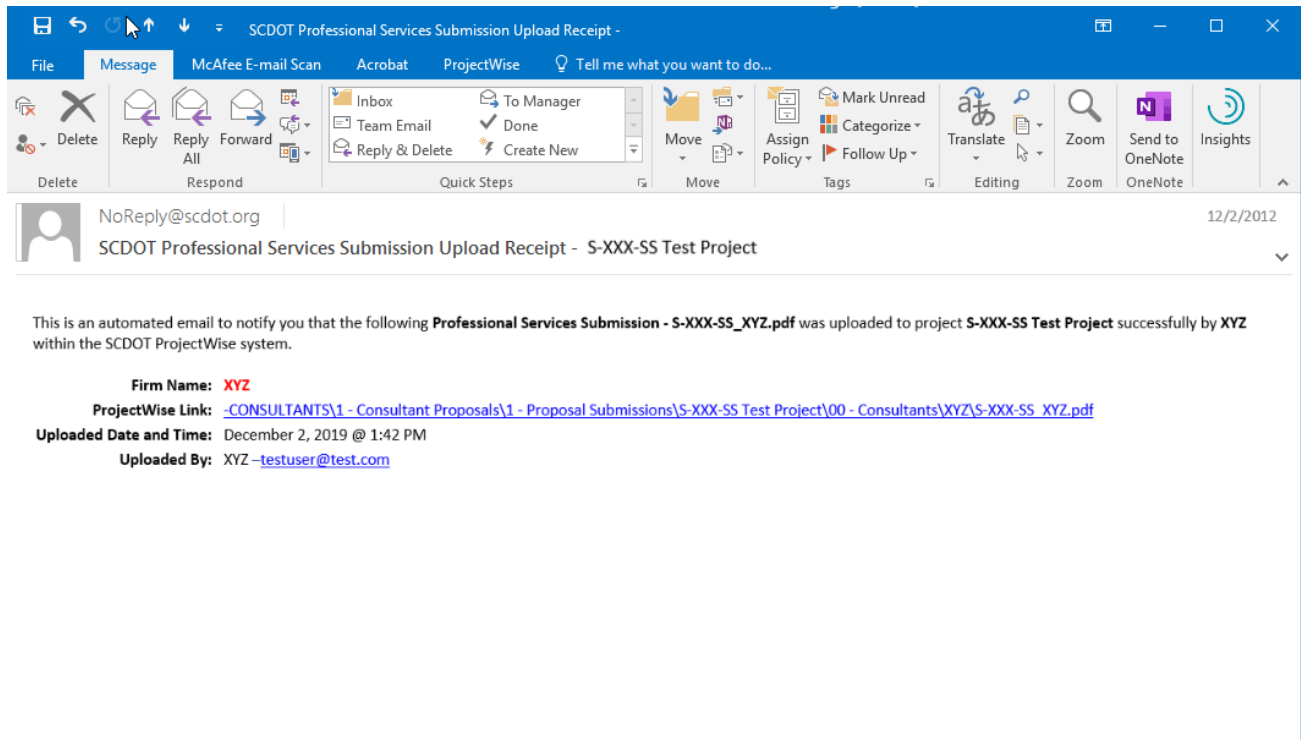 SCDOT Professional Services Submission Upload Receipt -
File Message McAfee E-mail Scan Acrobat ProjectWise Tell me what you want to do...
Delete
Reply
Reply All
Forward
Inbox
Team Email
Reply & Delete
To Manager
Done
Create New
Move
Assign Policy
Mark Unread
Categorize
Follow Up
Translate
Zoom
Send to OneNote
Insights
Delete Respond Quick Steps Move Tags Editing Zoom OneNote
NoReply@scdot.org
12/2/2012
SCDOT Professional Services Submission Upload Receipt - S-XXX-SS Test Project
This is an automated email to notify you that the following Professional Services Submission - S-XXX-SS_XYZ.pdf was uploaded to project S-XXX-SS Test Project successfully by XYZ
within the SCDOT ProjectWise system.
Firm Name: XYZ
ProjectWise Link: -CONSULTANTS\1 - Consultant Proposals\1 - Proposal Submissions\S-XXX-SS Test Project\00 - Consultants\XYZ\S-XXX-SS_XYZ.pdf
Uploaded Date and Time: December 2, 2019 @ 1:42 PM
Uploaded By: XYZ –testuser@test.com